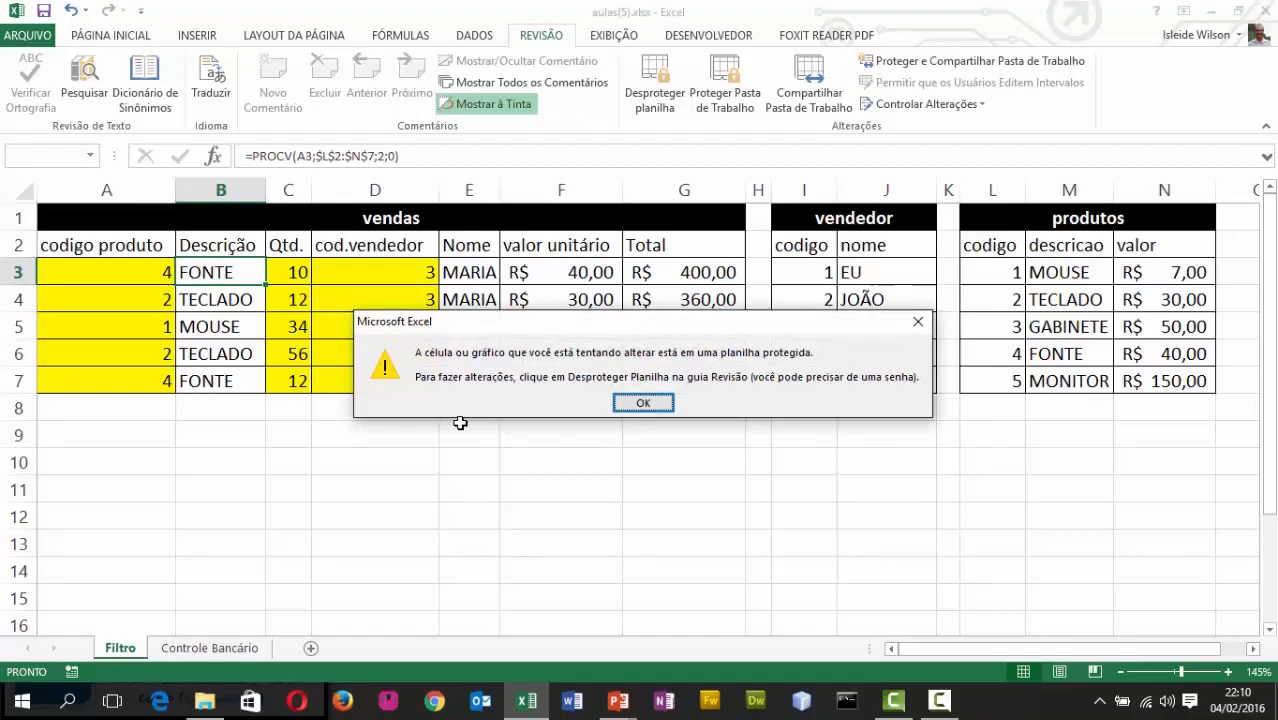 aulas(5).xlsx - Excel
ARQUIVO PÁGINA INICIAL INSERIR LAYOUT DA PÁGINA FÓRMULAS DADOS REVISÃO EXIBIÇÃO DESENVOLVEDOR FOXIT READER PDF Isleide Wilson
ABC
Verificar Ortografia
Pesquisar
Dicionário de Sinônimos
Traduzir
Novo Comentário
Excluir
Anterior
Próximo
Mostrar/Ocultar Comentário
Mostrar Todos os Comentários
Mostrar à Tinta
Desproteger planilha
Proteger Pasta de Trabalho
Compartilhar Pasta de Trabalho
Proteger e Compartilhar Pasta de Trabalho
Permitir que os Usuários Editem Intervalos
Controlar Alterações
Revisão de Texto Idioma Comentários Alterações
fx =PROCV(A3;$L$2:$N$7;2;0)
A B C D E F G H I J K L M N
1 vendas vendedor produtos
2 codigo produto Descrição Qtd. cod.vendedor Nome valor unitário Total codigo nome codigo descricao valor
3 4 FONTE 10 3 MARIA R$ 40,00 R$ 400,00 1 EU 1 MOUSE R$ 7,00
4 2 TECLADO 12 3 MARIA R$ 30,00 R$ 360,00 2 JOÃO 2 TECLADO R$ 30,00
5 1 MOUSE 34 3 GABINETE R$ 50,00
6 2 TECLADO 56 4 FONTE R$ 40,00
7 4 FONTE 12 5 MONITOR R$ 150,00
8
9
10
11
12
13
14
15
16
Microsoft Excel
A célula ou gráfico que você está tentando alterar está em uma planilha protegida.
Para fazer alterações, clique em Desproteger Planilha na guia Revisão (você pode precisar de uma senha).
OK
Filtro Controle Bancário
PRONTO 145%
22:10
04/02/2016